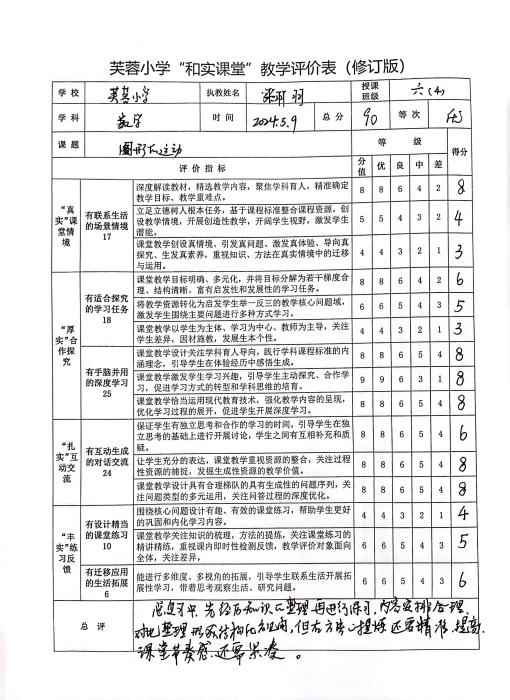 芙蓉小学“和实课堂”教学评价表（修订版）
学校 芙蓉小学 执教姓名 授课班级 六（4）
学科 数学 时间 2024.5.9 总分 90 等次
课题 图形的运动 等级 得分
评价指标 分值 优 良 中 差
“真实”课堂情境
有联系生活的场景情境 17
深度解读教材，精选教学内容，聚焦学科育人，精准确定教学目标、教学重难点。 8 8 6 4 2 8
立足立德树人根本任务，基于课程标准整合课程资源，创设教学情境，开展创造性教学，开阔学生视野，激发学生潜能。 5 5 4 3 2 4
课堂教学创设真情境、引发真问题、激发真体验、导向真探究、生发真素养，重视知识、方法在真实情境中的迁移与运用。 4 4 3 2 1 3
“厚实”合作探究
有适合探究的学习任务 18
课堂教学目标明确、多元化，并将目标分解为若干梯度合理、结构清晰、富有启发性和发展性的学习任务。 8 8 6 4 2 6
将教学资源转化为启发学生举一反三的教学核心问题域，激发学生围绕主要问题进行多种方式学习。 6 6 5 4 3 5
课堂教学以学生为主体、学习为中心、教师为主导，关注学生差异，因材施教，发展生本个性。 4 4 3 2 1 3
有手脑并用的深度学习 25
课堂教学设计关注学科育人导向，践行学科课程标准的内涵理念，引导学生在体验经历中感悟生成。 8 8 6 5 4 8
课堂教学激发学生学习兴趣，引导学生主动探究、合作学习，促进学习方式的转型和学科思维的培育。 9 9 6 3 1 8
课堂教学恰当运用现代教育技术，强化教学内容的呈现，优化学习过程的展开，促进学生开展深度学习。 8 8 6 5 4 8
“扎实”互动交流
有互动生成的对话交流 24
保证学生有独立思考和合作的学习的时间，引导学生在独立思考的基础上进行开展讨论，学生之间有互相补充和质疑。 8 8 6 5 4 6
让学生充分的表达，课堂教学重视资源的整合，关注过程性资源的捕捉，发掘生成性资源的教学价值。 8 8 6 5 4 8
课堂教学设计具有合理梯队的具有生成性的问题序列，关注问题类型的多元运用，关注问答过程的深度优化。 8 8 6 5 4 8
“丰实”练习反馈
有设计精当的课堂练习 10
围绕核心问题设计有趣、有效的课堂练习，帮助学生更好的巩固和内化学习内容。 4 4 3 2 1 4
课堂教学关注知识的梳理，方法的提炼，关注课堂练习的精讲精练，重视课内即时性检测反馈，教学评价对象面向全体，关注差异。 6 6 5 4 3 5
有迁移应用的生活拓展 6
能进行多维度、多视角的拓展，引导学生联系生活开展拓展性学习，带着思考观察生活、研究问题。 6 6 5 4 3 6
总评 总复习中，先经历知识的整理，再进行练习，内容安排合理。
对 整理 形成结构化 ，但在方法的提炼还要精准、提高。
课堂节奏感还要 。